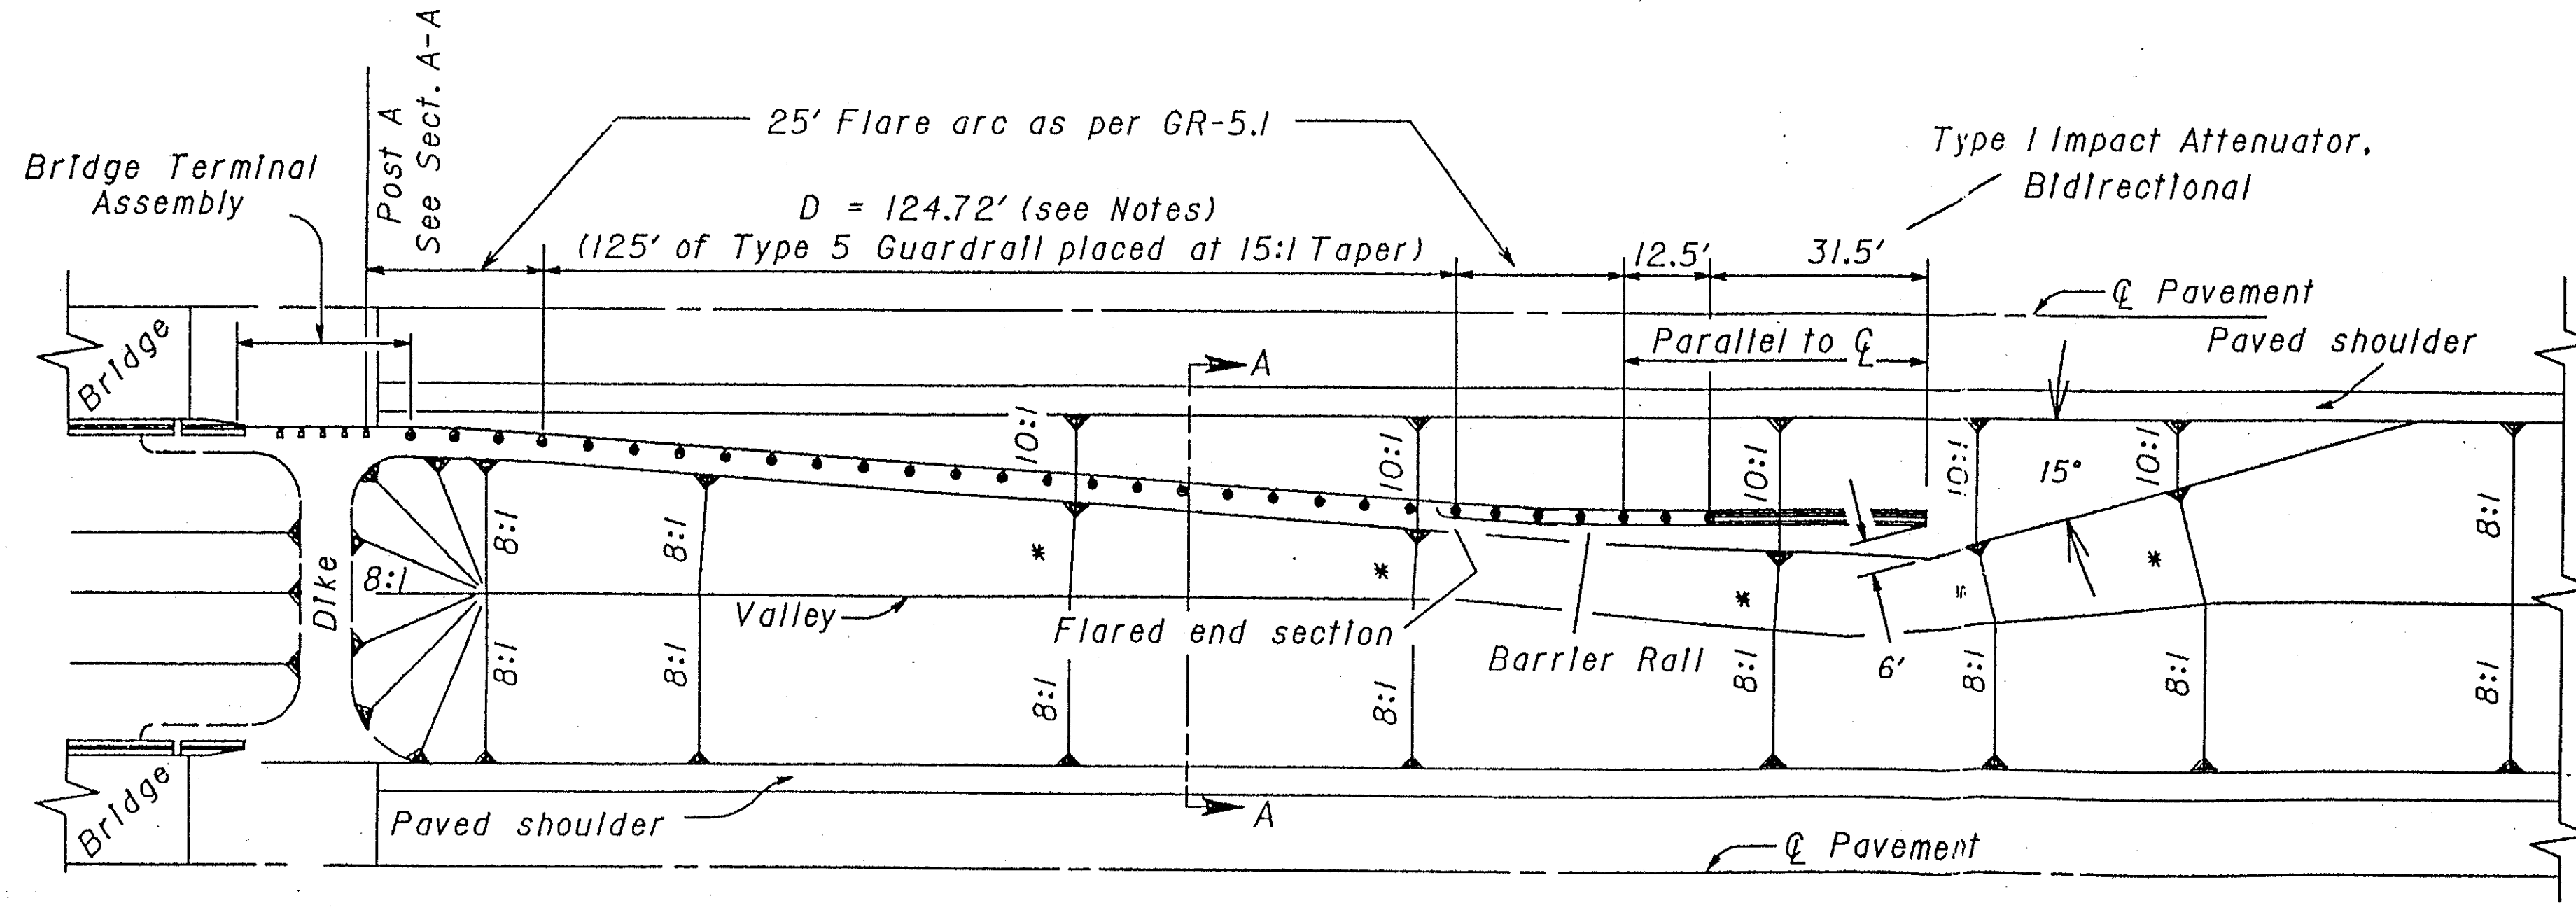 Post A
See Sect. A-A
25' Flare arc as per GR-5.1
Type 1 Impact Attenuator,
Bidirectional
Bridge Terminal
Assembly
D = 124.72' (see Notes)
(125' of Type 5 Guardrail placed at 15:1 Taper)
12.5'
31.5'
℄ Pavement
Parallel to ℄
Paved shoulder
Bridge
A
10:1
10:1
10:1
10:1
10:1
15°
8:1
8:1
8:1
8:1
*
*
*
*
Dike
Valley
Flared end section
Barrier Rail
6'
8:1
8:1
8:1
8:1
8:1
8:1
8:1
8:1
Bridge
Paved shoulder
A
℄ Pavement